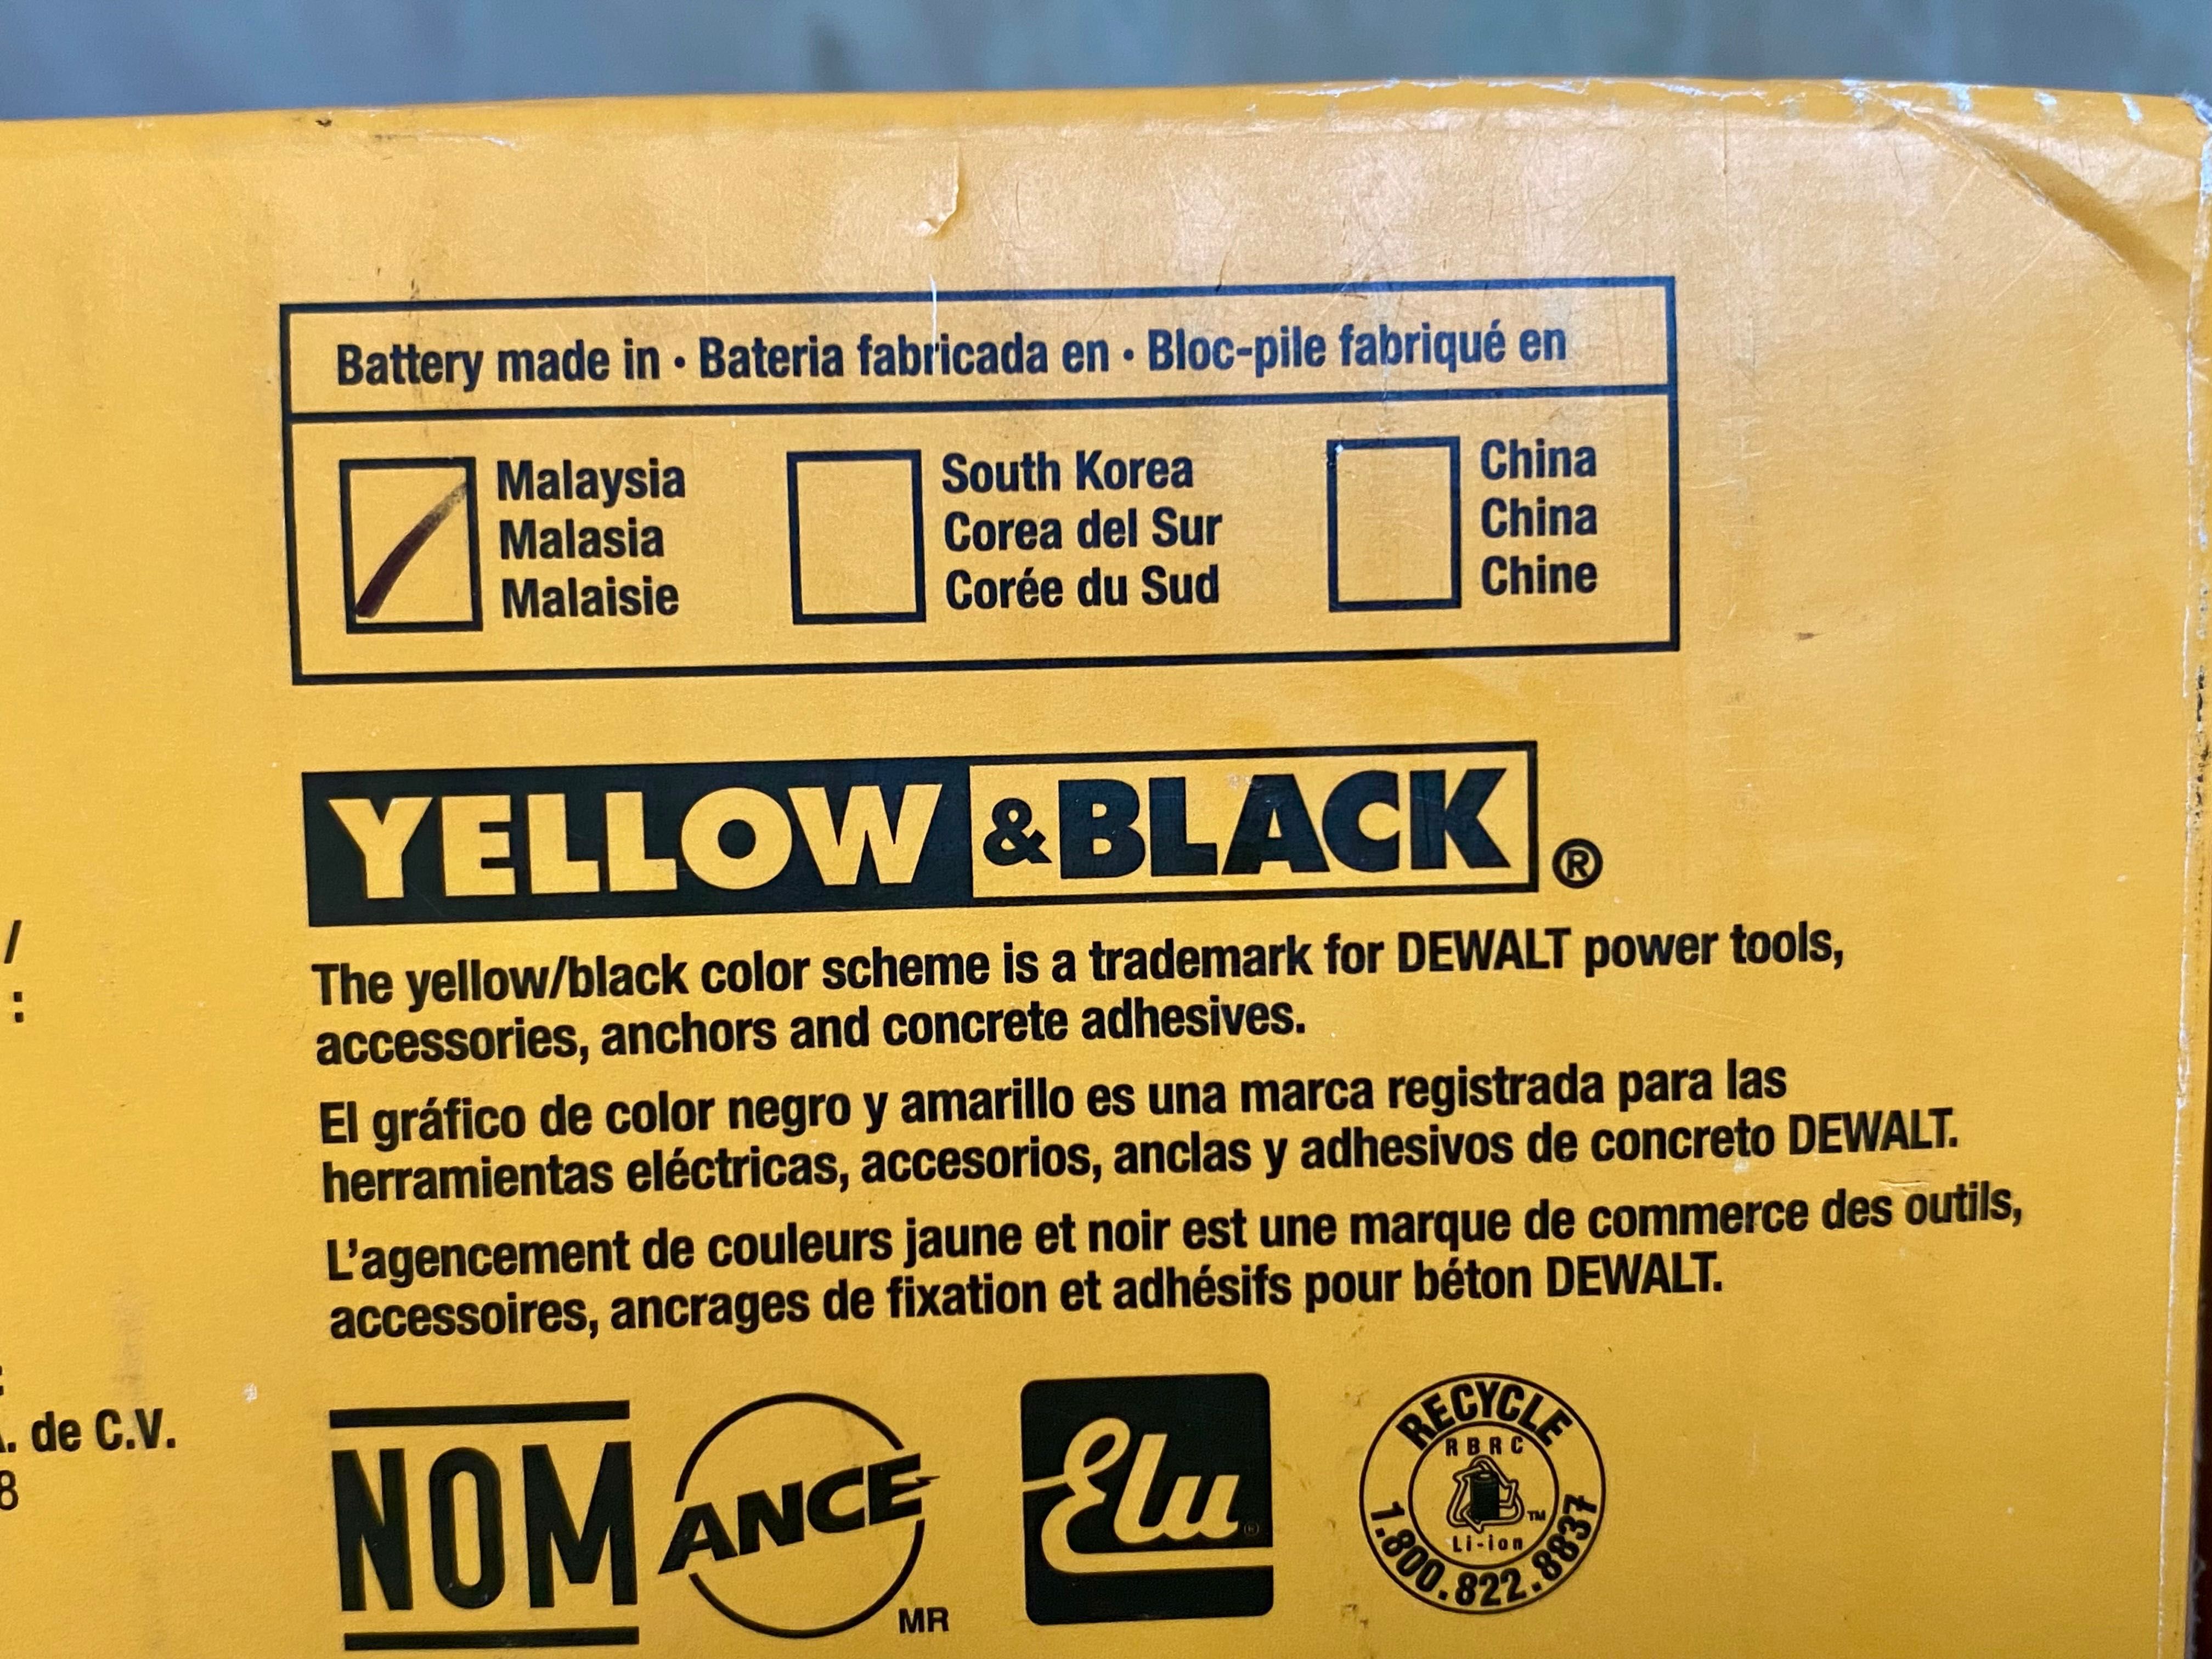 Battery made in • Bateria fabricada en • Bloc-pile fabriqué en
Malaysia
Malasia
Malaisie
South Korea
Corea del Sur
Corée du Sud
China
China
Chine
YELLOW &BLACK ®
The yellow/black color scheme is a trademark for DEWALT power tools,
accessories, anchors and concrete adhesives.
El gráfico de color negro y amarillo es una marca registrada para las
herramientas eléctricas, accesorios, anclas y adhesivos de concreto DEWALT.
L'agencement de couleurs jaune et noir est une marque de commerce des outils,
accessoires, ancrages de fixation et adhésifs pour béton DEWALT.
/
:
. de C.V.
8
NOM
ANCE
MR
Elu ®
RECYCLE
RBRC
TM
Li-ion
1.800.822.8837